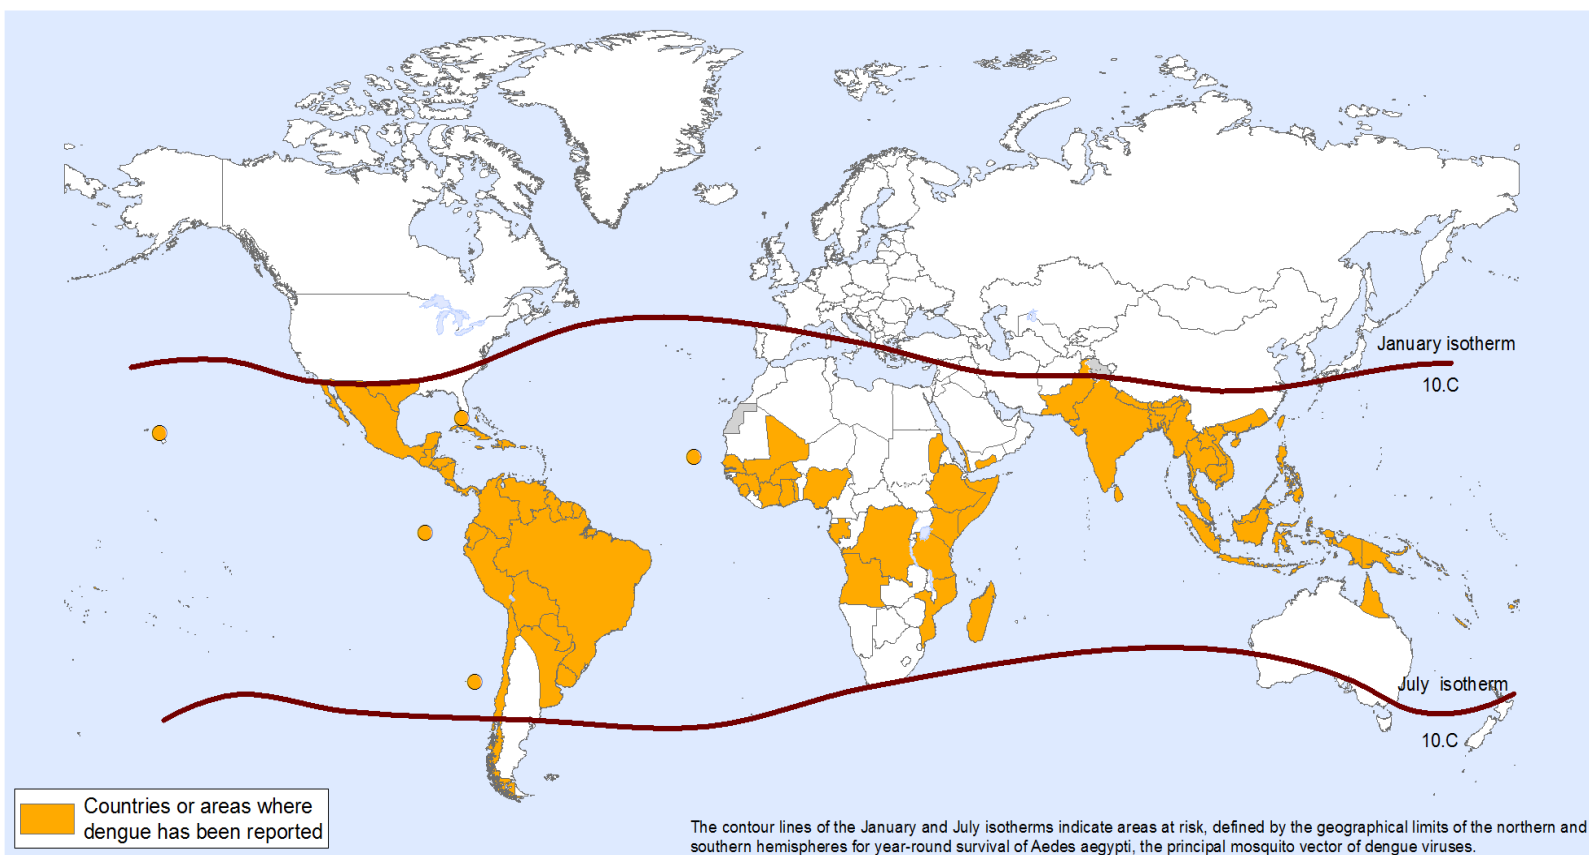 January isotherm
10.C
July isotherm
10.C
Countries or areas where
dengue has been reported
The contour lines of the January and July isotherms indicate areas at risk, defined by the geographical limits of the northern and
southern hemispheres for year-round survival of Aedes aegypti, the principal mosquito vector of dengue viruses.